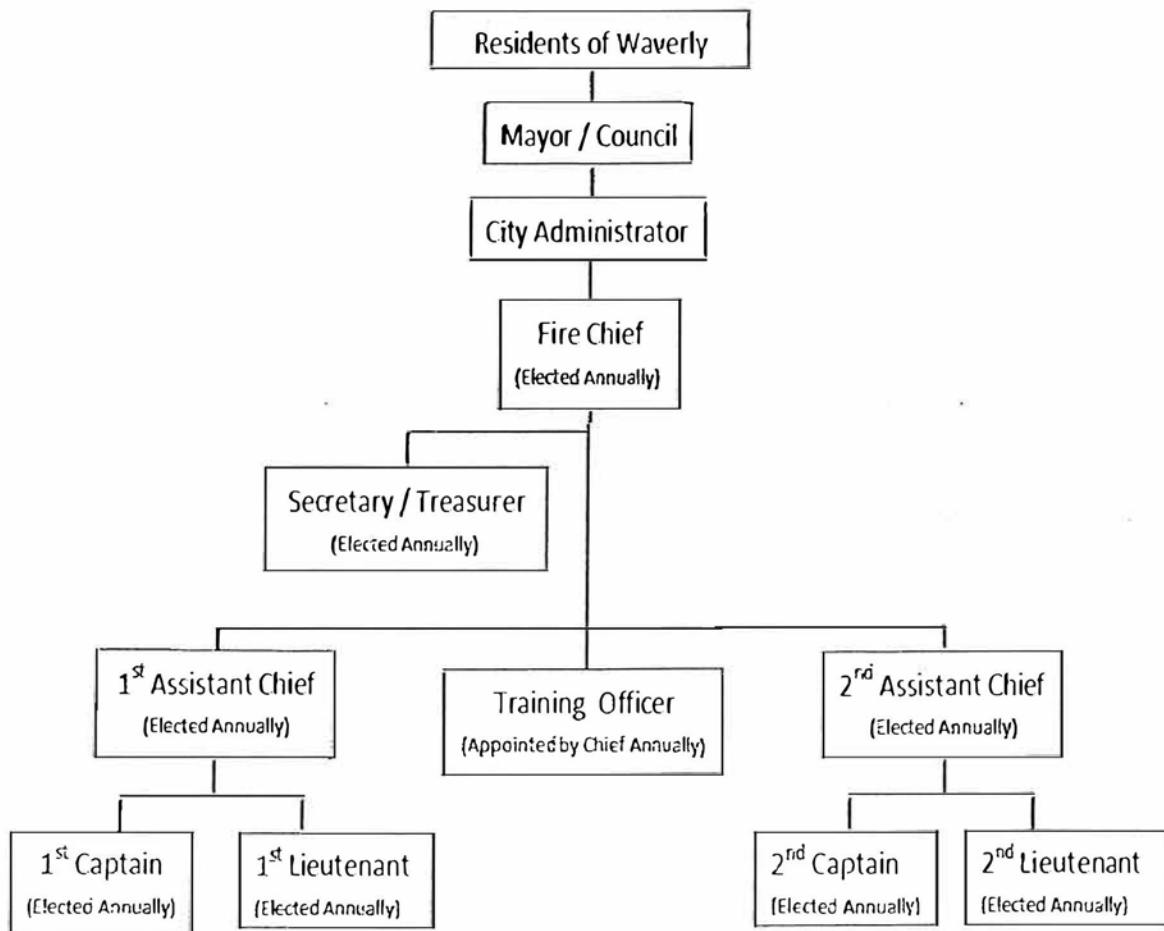 Residents of Waverly
Mayor / Council
City Administrator
Fire Chief
(Elected Annually)
Secretary / Treasurer
(Elected Annually)
1st Assistant Chief
(Elected Annually)
Training Officer
(Appointed by Chief Annually)
2nd Assistant Chief
(Elected Annually)
1st Captain
(Elected Annually)
1st Lieutenant
(Elected Annually)
2nd Captain
(Elected Annually)
2nd Lieutenant
(Elected Annually)